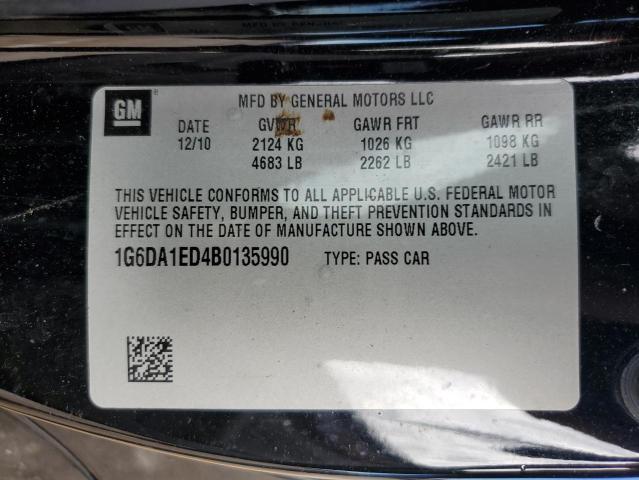 GM
MFD BY GENERAL MOTORS LLC
DATE GVWR GAWR FRT GAWR RR
12/10 2124 KG 1026 KG 1098 KG
4683 LB 2262 LB 2421 LB
THIS VEHICLE CONFORMS TO ALL APPLICABLE U.S. FEDERAL MOTOR
VEHICLE SAFETY, BUMPER, AND THEFT PREVENTION STANDARDS IN
EFFECT ON THE DATE OF MANUFACTURE SHOWN ABOVE.
1G6DA1ED4B0135990 TYPE: PASS CAR